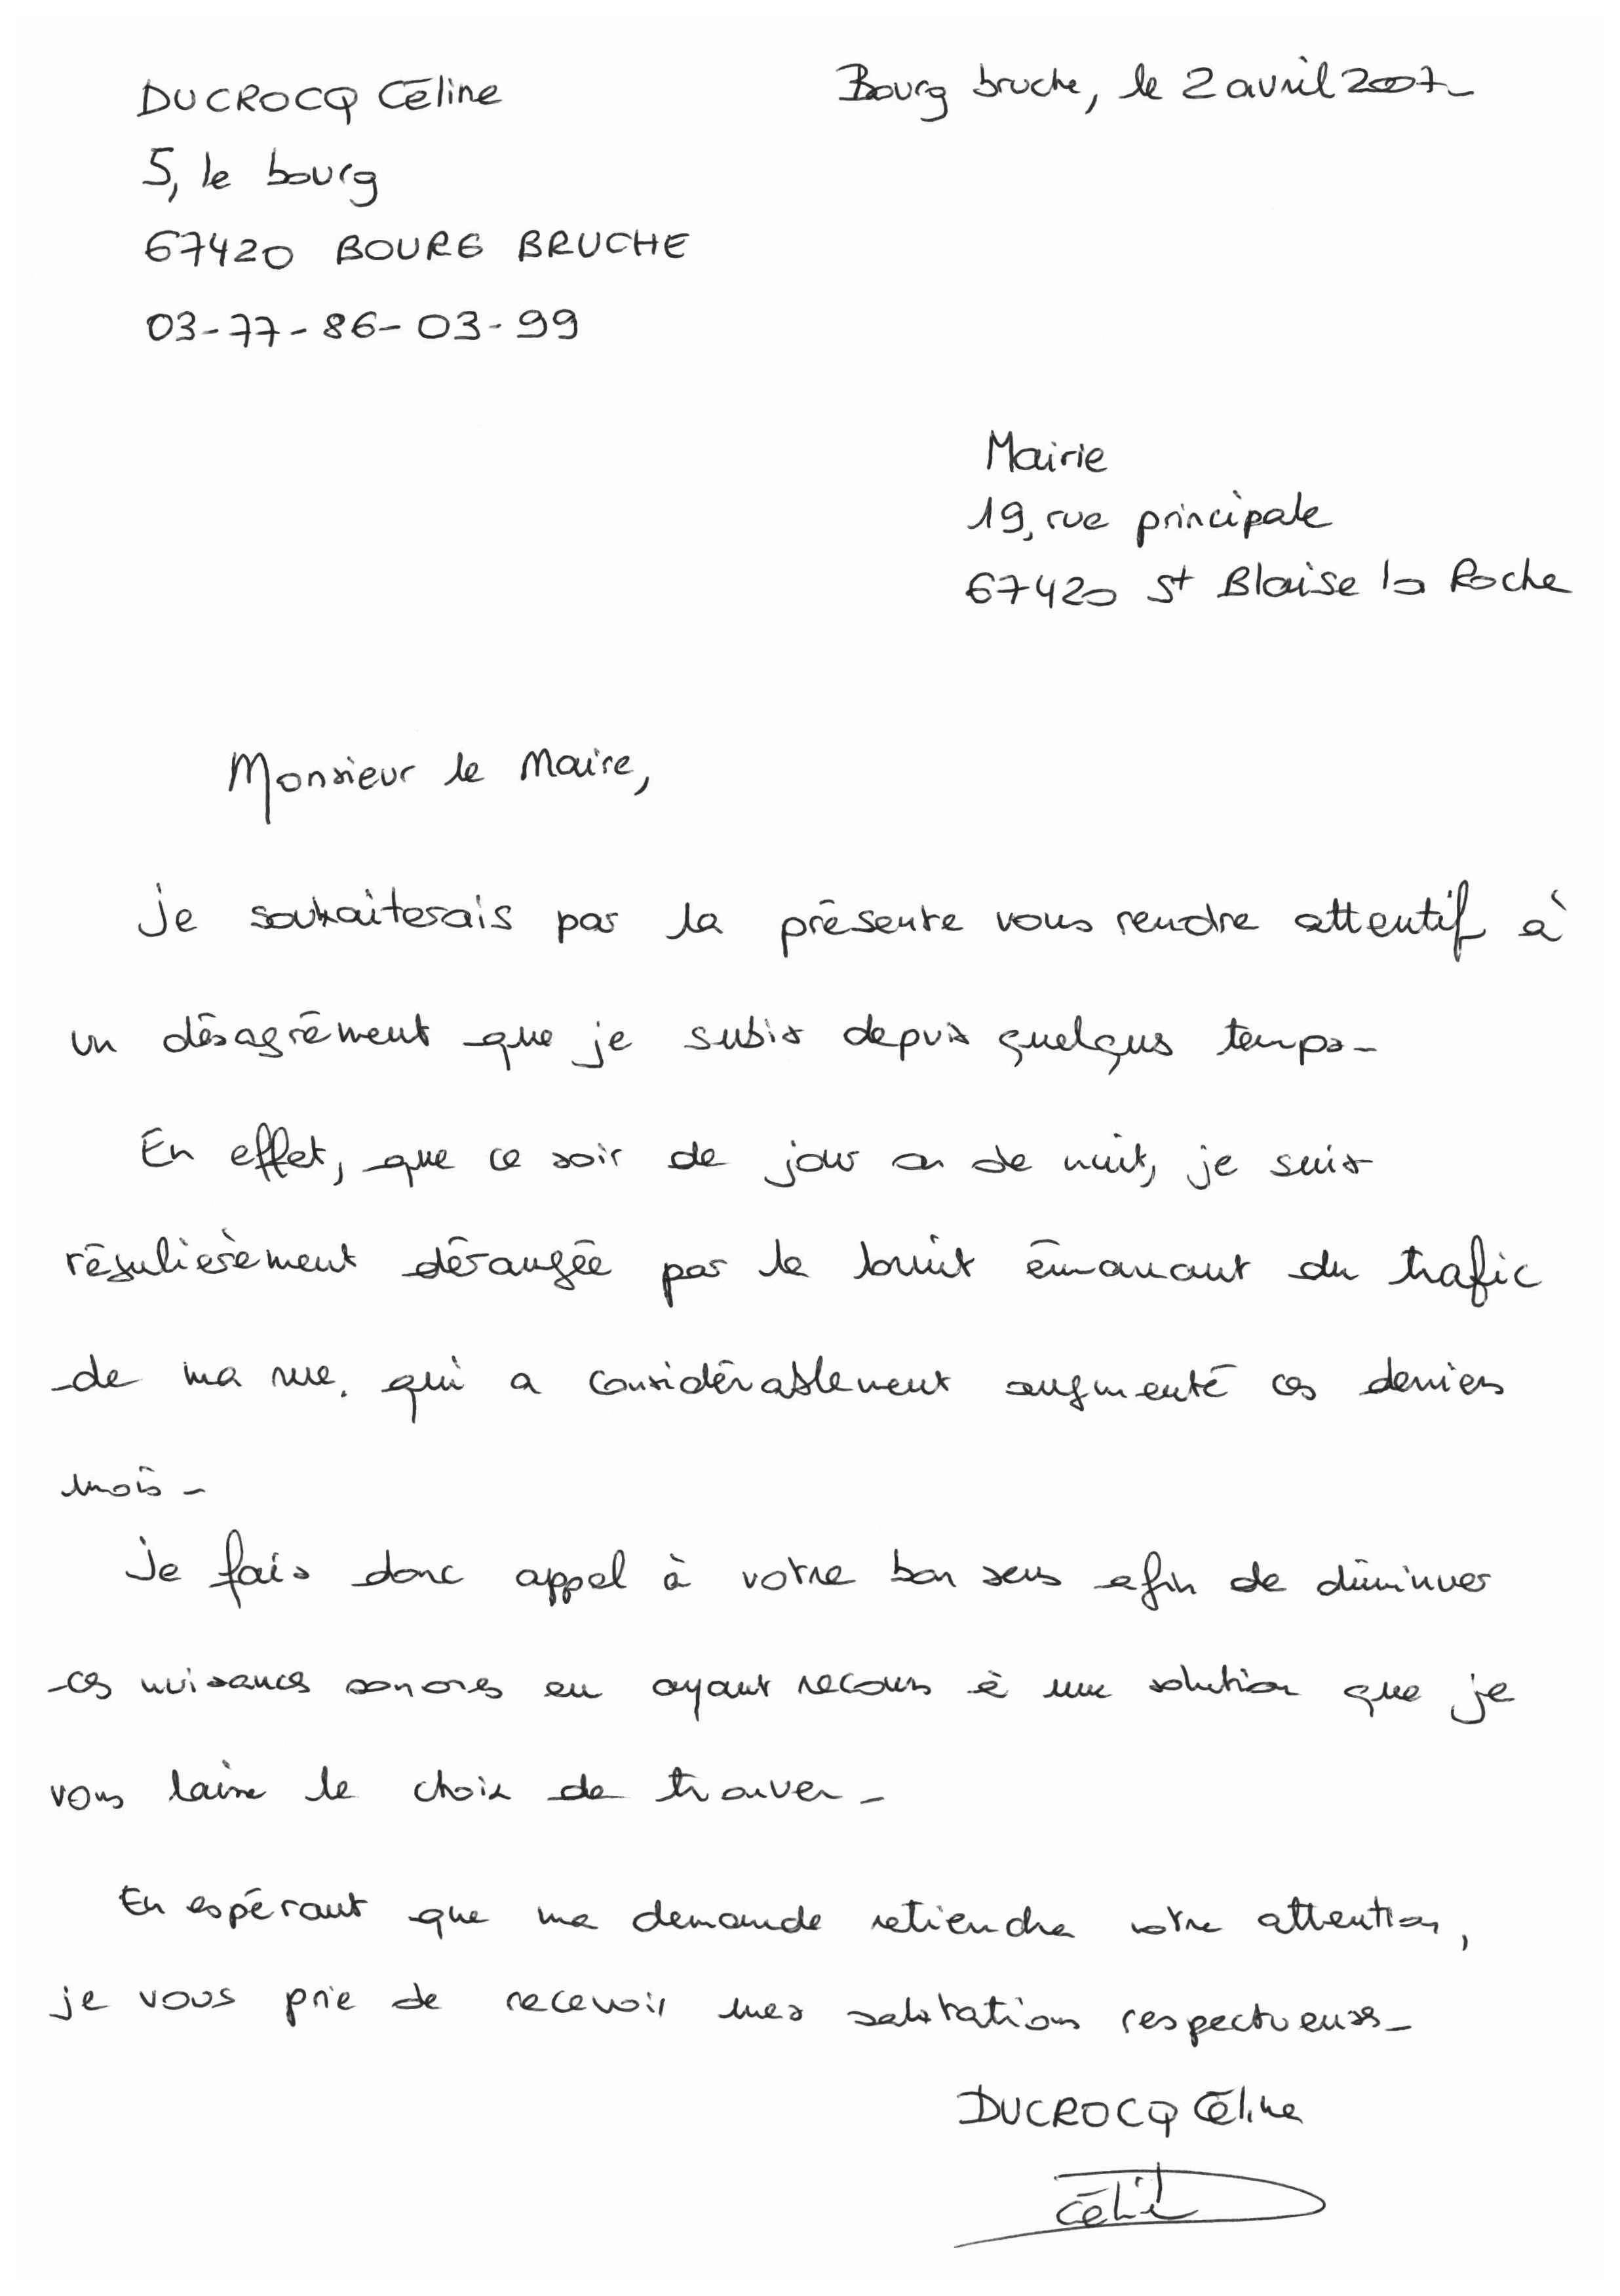 DUCROCQ Céline
Bourg bruche, le 2 avril 2007-
5, le bourg
67420 BOURG BRUCHE
03-77-86-03-99
Mairie
19, rue principale
67420 St Blaise la Roche
Monsieur le Maire,
Je souhaiterais par la présente vous rendre attentif à
un désagrément que je subis depuis quelqus temps-
En effet, que ce soir de jour ou de nuit, je suis
régulierèment dérangée par le bruit émanant du trafic
de ma rue, qui a considérablement augmenté ces derniers
mois-
Je fais donc appel à votre bon sens afin de diminuer
ces nuisances sonores en ayant recours à une solution que je
vous laisse le choix de trouver-
En espérant que ma demande retiendra votre attention,
je vous prie de recevoir mes salutations respectueuses-
DUCROCQ Céline
Céline